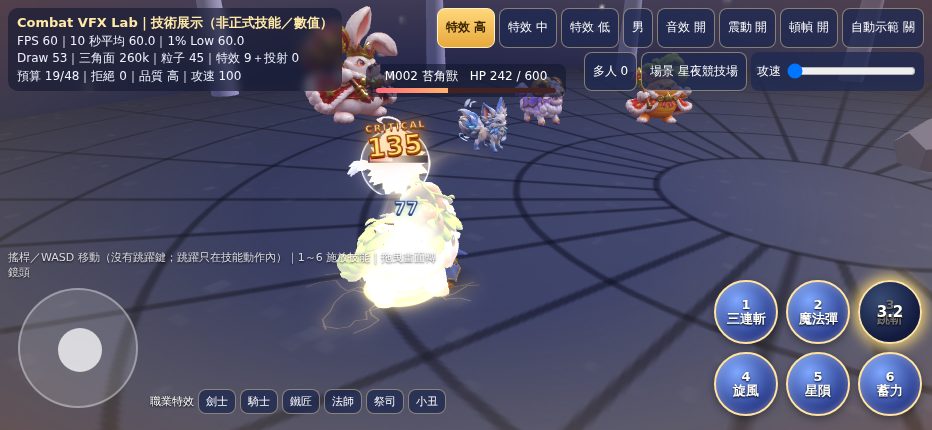 Combat VFX Lab｜技術展示（非正式技能／數值）
FPS 60｜10 秒平均 60.0｜1% Low 60.0
Draw 53｜三角面 260k｜粒子 45｜特效 9＋投射 0
預算 19/48｜拒絕 0｜品質 高｜攻速 100
特效 高
特效 中
特效 低
男
音效 開
震動 開
頓幀 開
自動示範 關
多人 0
場景 星夜競技場
攻速
M002 苔角獸 HP 242 / 600
CRITICAL
135
77
搖桿／WASD 移動（沒有跳躍鍵；跳躍只在技能動作內）｜1～6 施放技能｜拖曳畫面轉
鏡頭
1
三連斬
2
魔法彈
3
跳斬
3.2
4
旋風
5
星隕
6
蓄力
職業特效
劍士
騎士
鐵匠
法師
祭司
小丑